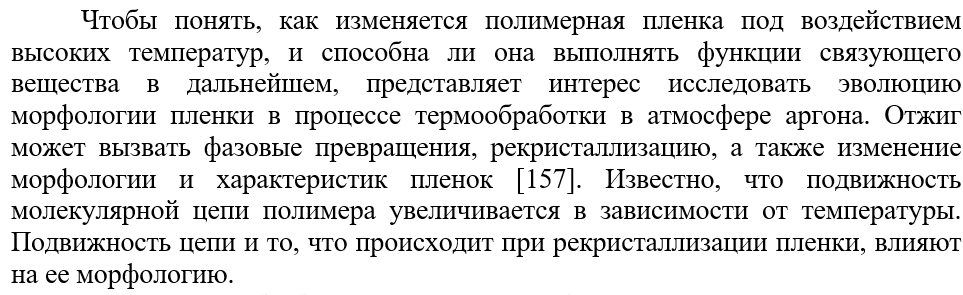 Чтобы понять, как изменяется полимерная пленка под воздействием
высоких температур, и способна ли она выполнять функции связующего
вещества в дальнейшем, представляет интерес исследовать эволюцию
морфологии пленки в процессе термообработки в атмосфере аргона. Отжиг
может вызвать фазовые превращения, рекристаллизацию, а также изменение
морфологии и характеристик пленок [157]. Известно, что подвижность
молекулярной цепи полимера увеличивается в зависимости от температуры.
Подвижность цепи и то, что происходит при рекристаллизации пленки, влияют
на ее морфологию.